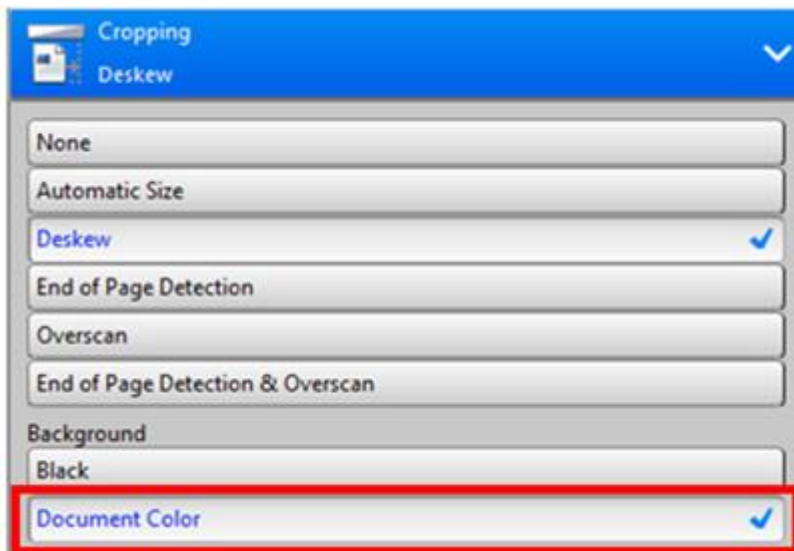 Cropping
Deskew
None
Automatic Size
Deskew
End of Page Detection
Overscan
End of Page Detection & Overscan
Background
Black
Document Color